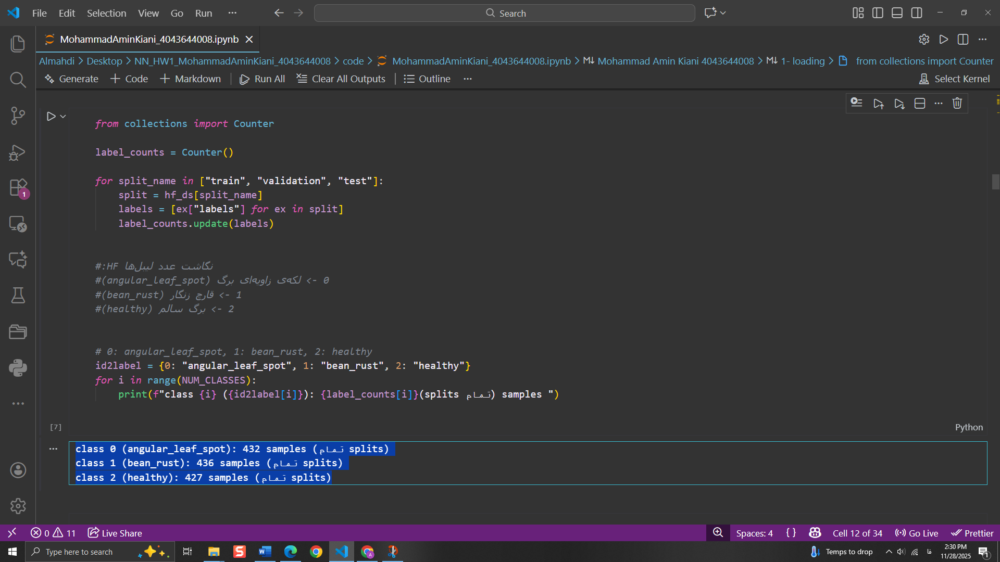 File Edit Selection View Go Run ··· Search
MohammadAminKiani_4043644008.ipynb
Almahdi > Desktop > NN_HW1_MohammadAminKiani_4043644008 > code > MohammadAminKiani_4043644008.ipynb > M↓ Mohammad Amin Kiani 4043644008 > M↓ 1- loading > from collections import Counter
Generate + Code + Markdown Run All Clear All Outputs Outline ··· Select Kernel
from collections import Counter
label_counts = Counter()
for split_name in ["train", "validation", "test"]:
split = hf_ds[split_name]
labels = [ex["labels"] for ex in split]
label_counts.update(labels)
#:HF نگاشت عدد لیبل‌ها
#(angular_leaf_spot) لکه‌ی زاویه‌ای برگ <- 0
#(bean_rust) قارچ زنگار <- 1
#(healthy) برگ سالم <- 2
# 0: angular_leaf_spot, 1: bean_rust, 2: healthy
id2label = {0: "angular_leaf_spot", 1: "bean_rust", 2: "healthy"}
for i in range(NUM_CLASSES):
print(f"class {i} ({id2label[i]}): {label_counts[i]}(splits تمام) samples ")
[7]
Python
class 0 (angular_leaf_spot): 432 samples (تمام splits)
class 1 (bean_rust): 436 samples (تمام splits)
class 2 (healthy): 427 samples (تمام splits)
1
0 11 Live Share Spaces: 4 { } Cell 12 of 34 Go Live Prettier
Type here to search Temps to drop فا 2:30 PM
11/28/2025
1